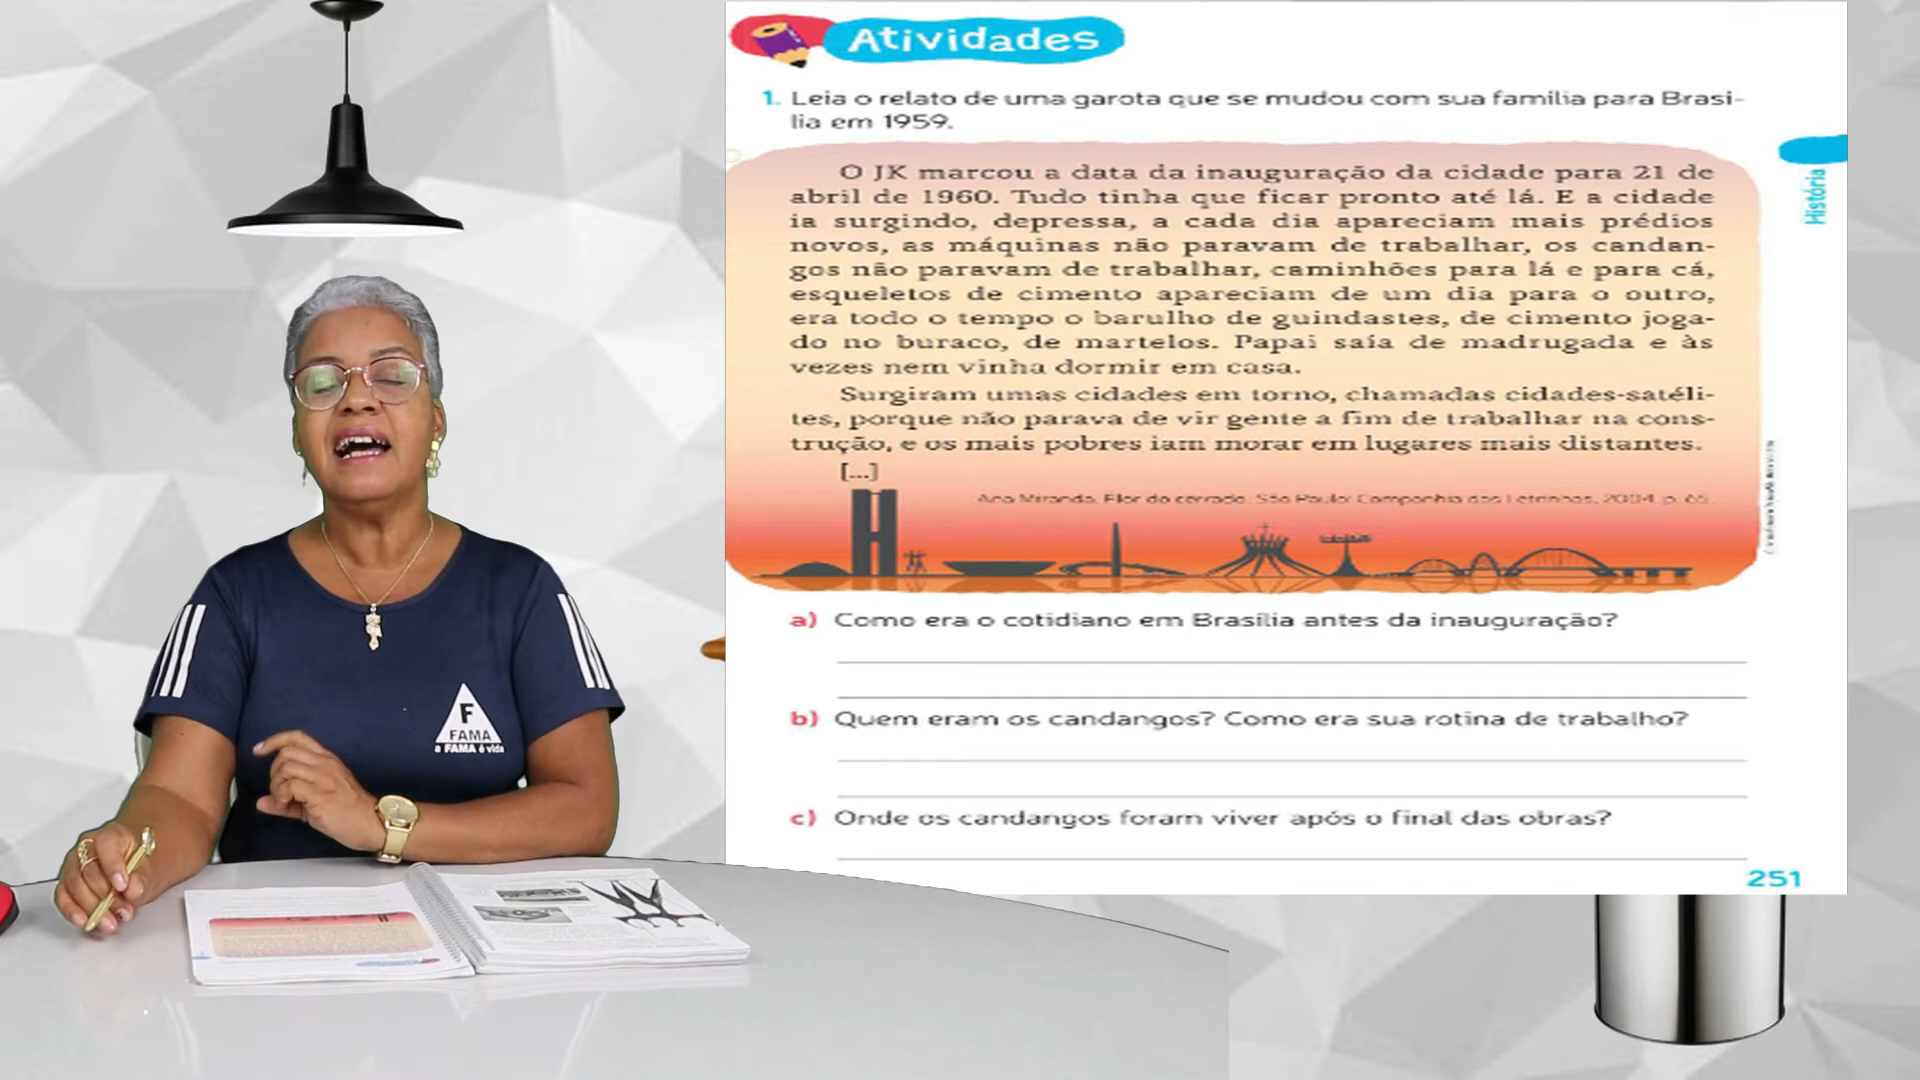 Atividades
1. Leia o relato de uma garota que se mudou com sua família para Brasí-
lia em 1959.
O JK marcou a data da inauguração da cidade para 21 de
abril de 1960. Tudo tinha que ficar pronto até lá. E a cidade
ia surgindo, depressa, a cada dia apareciam mais prédios
novos, as máquinas não paravam de trabalhar, os candan-
gos não paravam de trabalhar, caminhões para lá e para cá,
esqueletos de cimento apareciam de um dia para o outro,
era todo o tempo o barulho de guindastes, de cimento joga-
do no buraco, de martelos. Papai saía de madrugada e às
vezes nem vinha dormir em casa.
Surgiram umas cidades em torno, chamadas cidades-satéli-
tes, porque não parava de vir gente a fim de trabalhar na cons-
trução, e os mais pobres iam morar em lugares mais distantes.
[...]
Ana Miranda. Flor do cerrado. São Paulo: Companhia das Letrinhas, 2004. p. 65.
História
a) Como era o cotidiano em Brasília antes da inauguração?
b) Quem eram os candangos? Como era sua rotina de trabalho?
c) Onde os candangos foram viver após o final das obras?
251
F
FAMA
a FAMA é vida